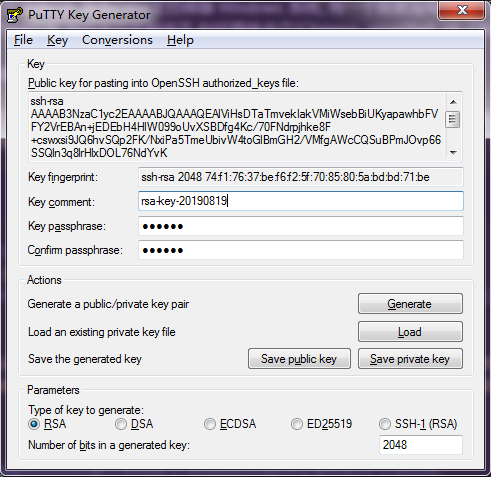 PuTTY Key Generator
File Key Conversions Help
Key
Public key for pasting into OpenSSH authorized_keys file:
ssh-rsa
AAAAB3NzaC1yc2EAAAABJQAAAQEAlViHsDTaTmvekIakVMiWsebBiUKyapawhbFV
FY2VrEBAn+jEDEbH4HlW099oUvXSBDfg4Kc/70FNdrpjhke8F
+cswxsi9JQ6hvSQp2FK/NxiPa5TmeUbivW4toGlBmGH2/VMfgAWcCQSuBPmJOvp66
SSQln3q8lrHlxDOL76NdYvK
Key fingerprint: ssh-rsa 2048 74:f1:76:37:be:f6:f2:5f:70:85:80:5a:bd:bd:71:be
Key comment: rsa-key-20190819
Key passphrase: ●●●●●●
Confirm passphrase: ●●●●●●
Actions
Generate a public/private key pair Generate
Load an existing private key file Load
Save the generated key Save public key Save private key
Parameters
Type of key to generate:
RSA DSA ECDSA ED25519 SSH-1 (RSA)
Number of bits in a generated key: 2048